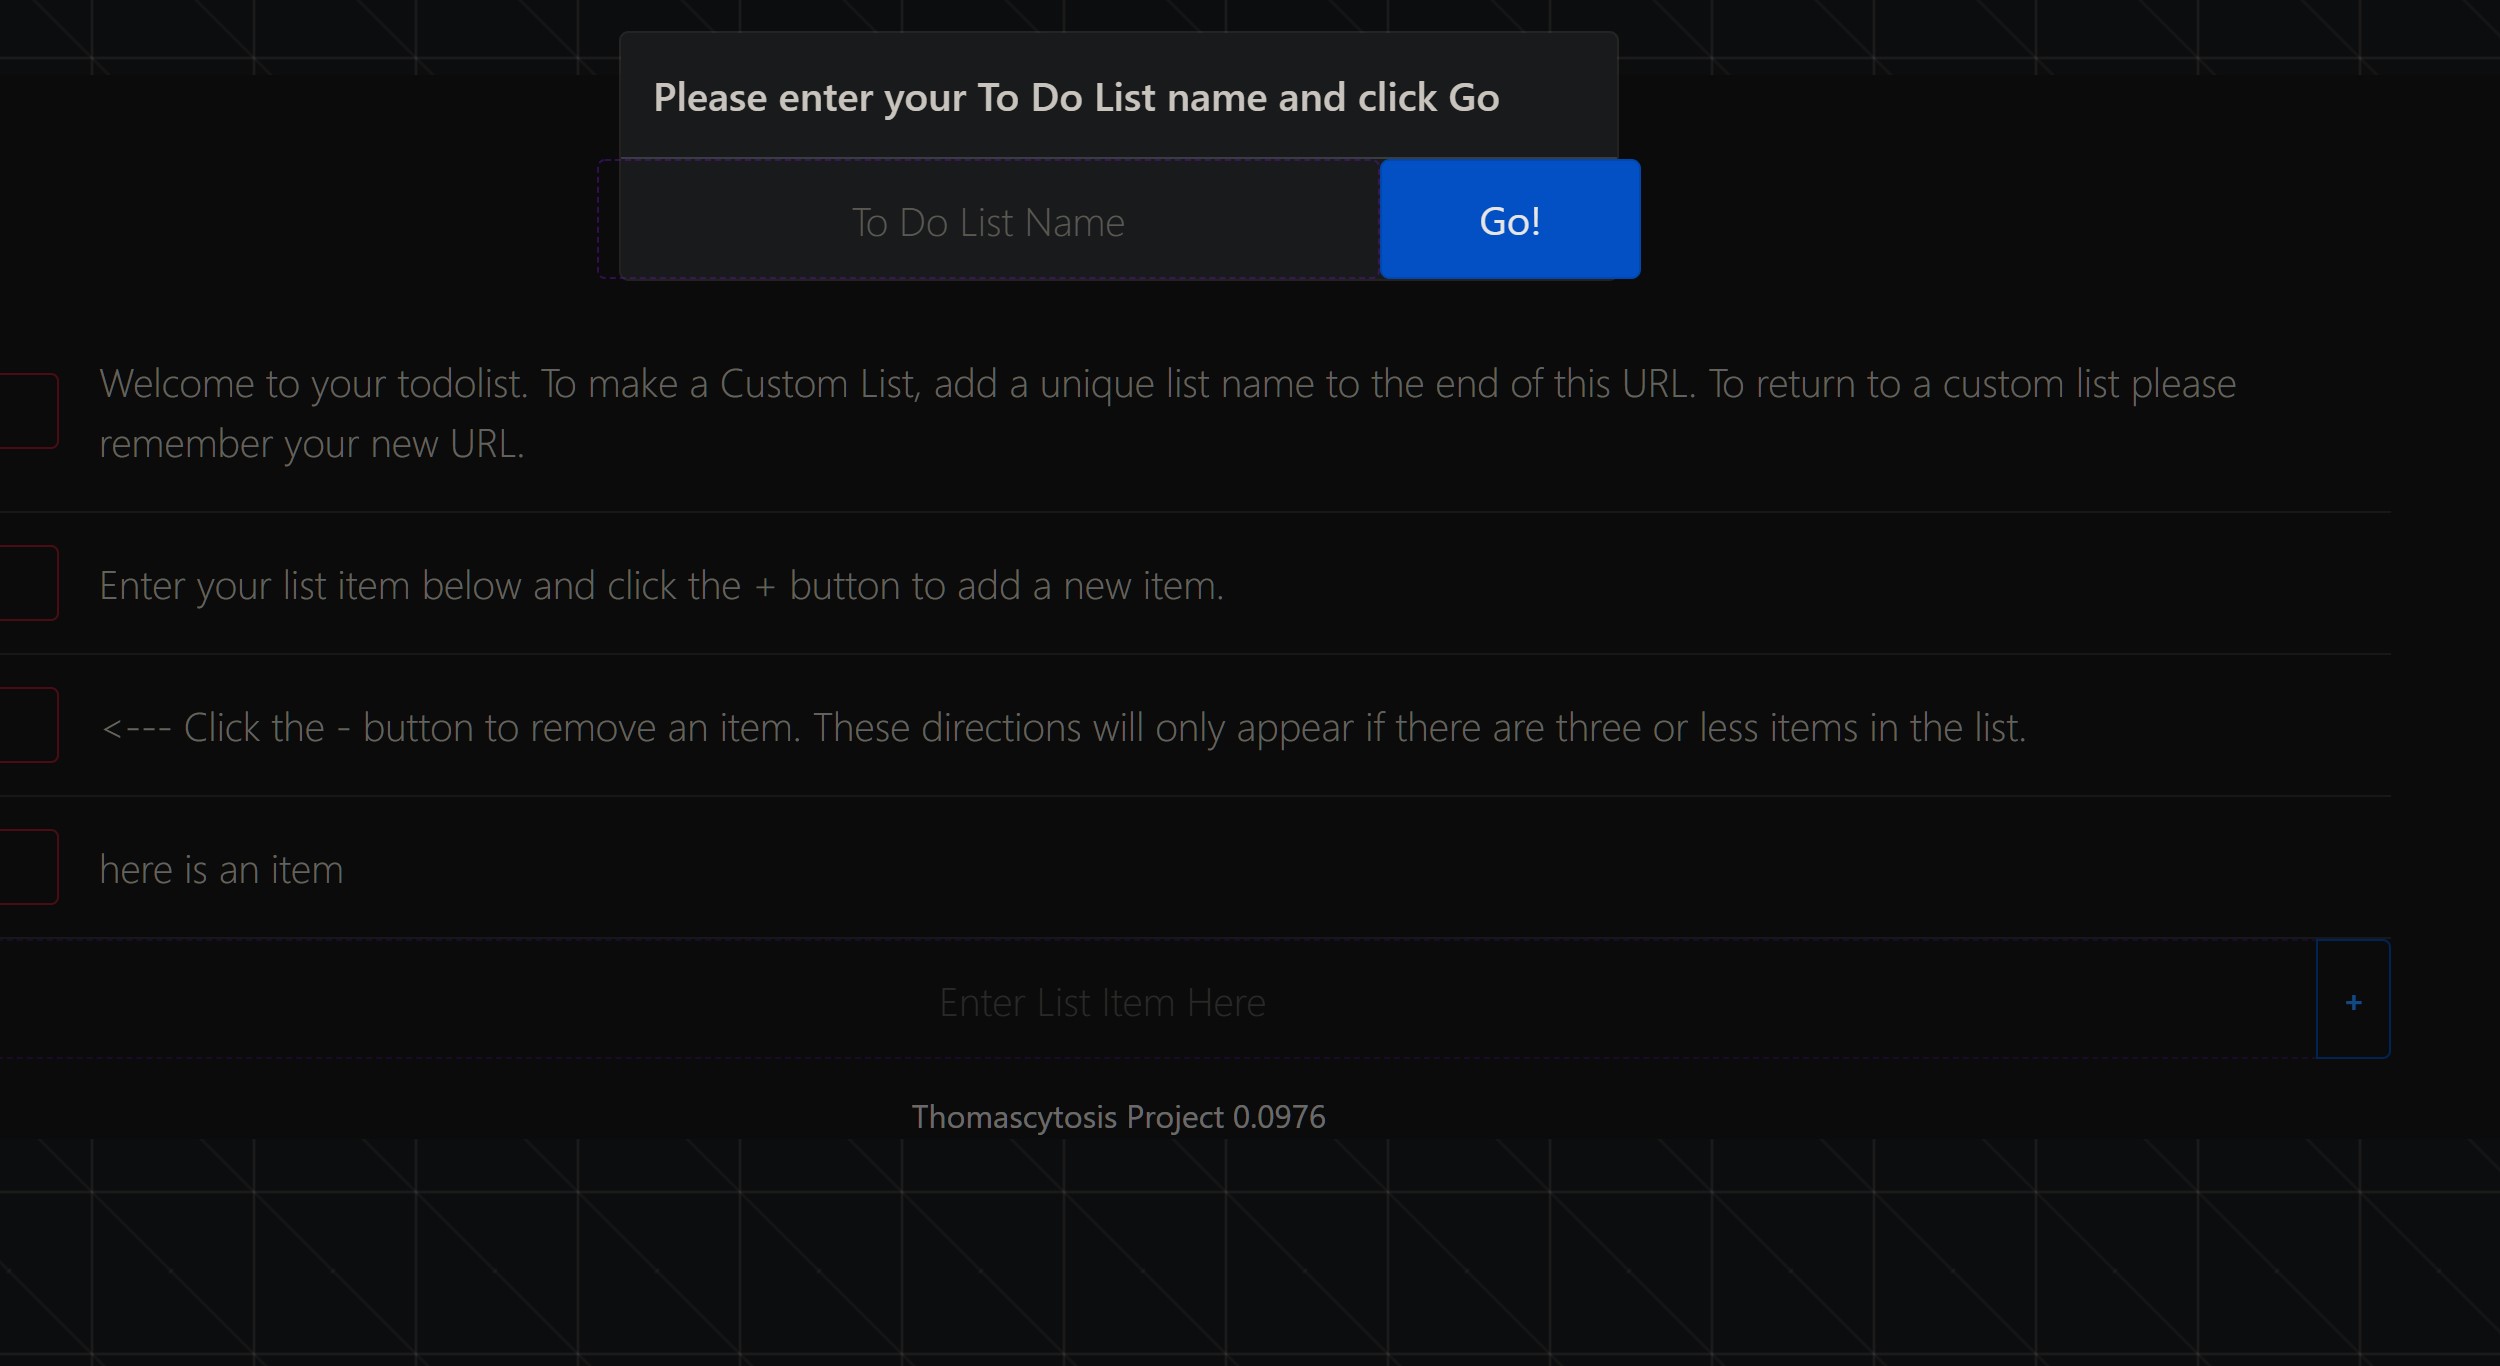 Please enter your To Do List name and click Go
To Do List Name
Go!
Welcome to your todolist. To make a Custom List, add a unique list name to the end of this URL. To return to a custom list please
remember your new URL.
Enter your list item below and click the + button to add a new item.
<--- Click the - button to remove an item. These directions will only appear if there are three or less items in the list.
here is an item
Enter List Item Here
+
Thomascytosis Project 0.0976